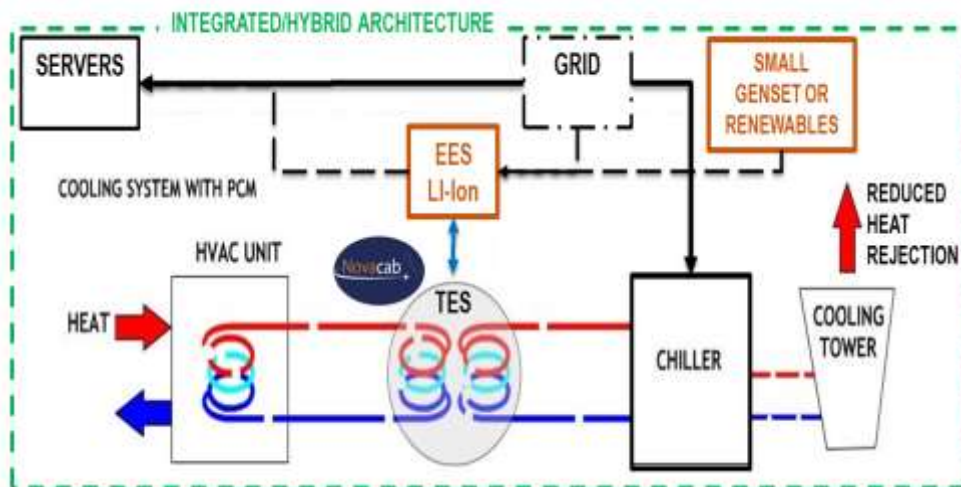 INTEGRATED/HYBRID ARCHITECTURE
SERVERS
GRID
SMALL
GENSET OR
RENEWABLES
EES
LI-Ion
COOLING SYSTEM WITH PCM
REDUCED
HEAT
REJECTION
HVAC UNIT
Novacab
TES
HEAT
CHILLER
COOLING
TOWER